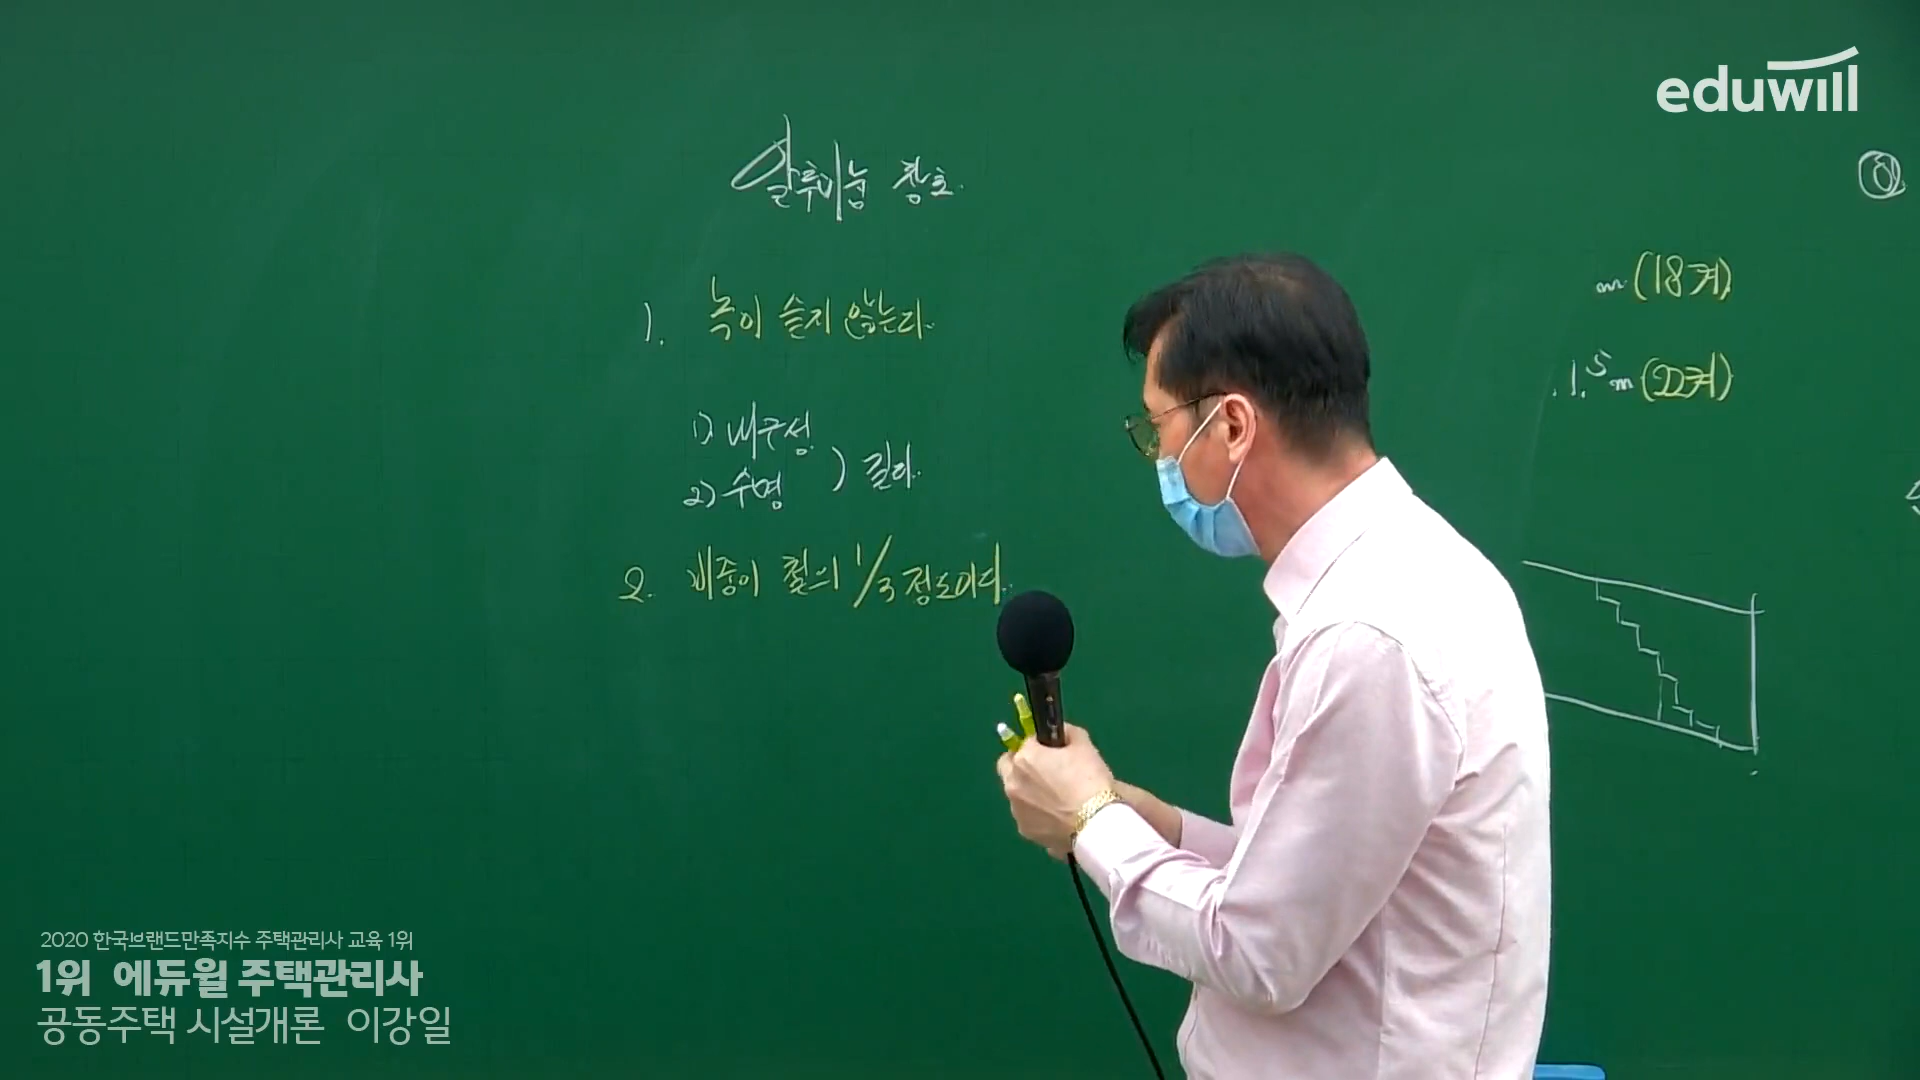 eduwill
알루미늄 창호.
1. 녹이 슬지 않는다.
1) 내구성
2) 수명 ) 길다.
2. 비중이 철의 1/3 정도이다.
m (18켜)
1.5m (22켜)
2020 한국브랜드만족지수 주택관리사 교육 1위
1위 에듀윌 주택관리사
공동주택 시설개론 이강일